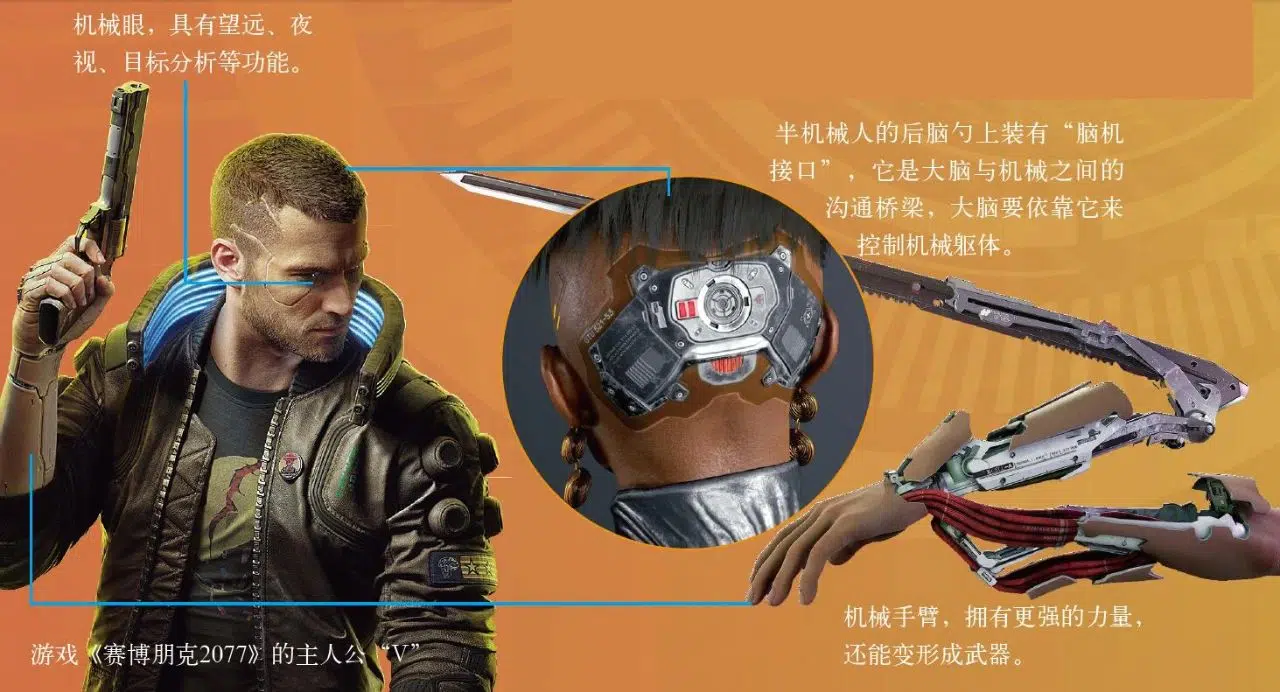 机械眼，具有望远、夜
视、目标分析等功能。
半机械人的后脑勺上装有“脑机
接口”，它是大脑与机械之间的
沟通桥梁，大脑要依靠它来
控制机械躯体。
机械手臂，拥有更强的力量，
还能变形成武器。
游戏《赛博朋克2077》的主人公“V”